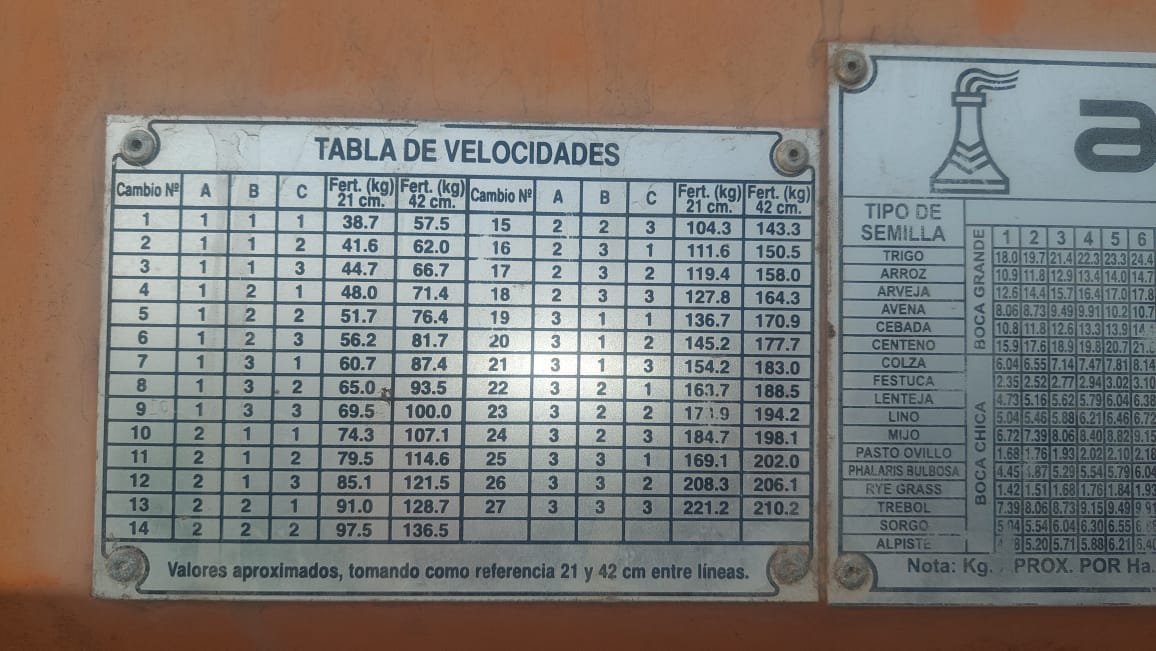 TABLA DE VELOCIDADES
Cambio Nº A B C Fert. (kg) 21 cm. Fert. (kg) 42 cm. Cambio Nº A B C Fert. (kg) 21 cm. Fert. (kg) 42 cm.
1 1 1 1 38.7 57.5 15 2 2 3 104.3 143.3
2 1 1 2 41.6 62.0 16 2 3 1 111.6 150.5
3 1 1 3 44.7 66.7 17 2 3 2 119.4 158.0
4 1 2 1 48.0 71.4 18 2 3 3 127.8 164.3
5 1 2 2 51.7 76.4 19 3 1 1 136.7 170.9
6 1 2 3 56.2 81.7 20 3 1 2 145.2 177.7
7 1 3 1 60.7 87.4 21 3 1 3 154.2 183.0
8 1 3 2 65.0 93.5 22 3 2 1 163.7 188.5
9 1 3 3 69.5 100.0 23 3 2 2 194.2
10 2 1 1 74.3 107.1 24 3 2 3 184.7 198.1
11 2 1 2 79.5 114.6 25 3 3 1 169.1 202.0
12 2 1 3 85.1 121.5 26 3 3 2 208.3 206.1
13 2 2 1 91.0 128.7 27 3 3 3 221.2 210.2
14 2 2 2 97.5 136.5
Valores aproximados, tomando como referencia 21 y 42 cm entre líneas.
a
TIPO DE
SEMILLA
BOCA GRANDE
1 2 3 4 5 6
TRIGO 18.0 19.7 21.4 22.3 23.3 24.4
ARROZ 10.9 11.8 12.9 13.4 14.0 14.7
ARVEJA 12.6 14.4 15.7 16.4 17.0 17.8
AVENA 8.06 8.73 9.49 9.91 10.2 10.7
CEBADA 10.8 11.8 12.6 13.3 13.9
CENTENO 15.9 17.6 18.9 19.8 20.7
BOCA CHICA
COLZA 6.04 6.55 7.14 7.47 7.81 8.14
FESTUCA 2.35 2.52 2.77 2.94 3.02 3.10
LENTEJA 4.73 5.16 5.62 5.79 6.04 6.38
LINO 5.04 5.46 5.88 6.21 6.46 6.72
MIJO 6.72 7.39 8.06 8.40 8.82 9.15
PASTO OVILLO 1.68 1.76 1.93 2.02 2.10 2.18
PHALARIS BULBOSA 4.45 5.29 5.54 5.79 6.04
RYE GRASS 1.42 1.51 1.68 1.76 1.84 1.93
TREBOL 7.39 8.06 8.73 9.15 9.49
SORGO 5.54 6.04 6.30 6.55
ALPISTE 5.20 5.71 5.88 6.21
Nota: Kg. PROX. POR Ha.